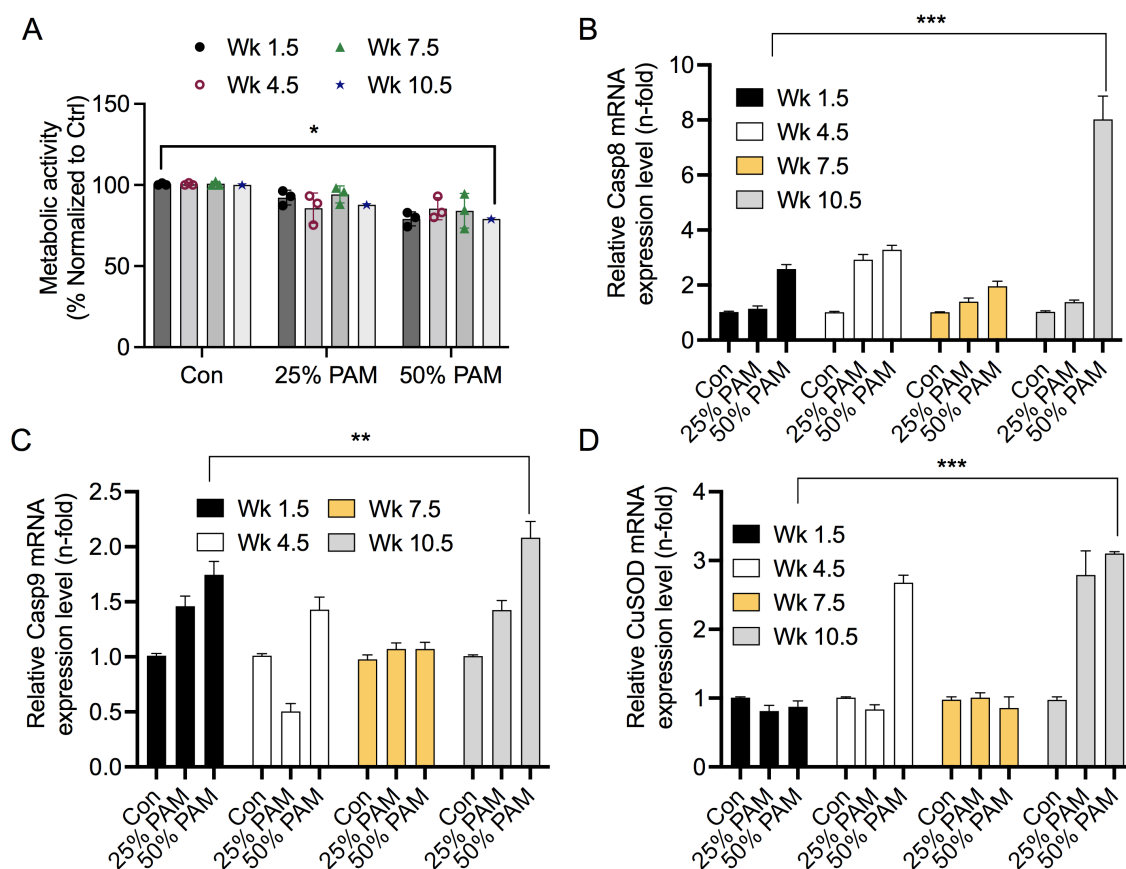 A
Wk 1.5
Wk 7.5
Wk 4.5
Wk 10.5
Metabolic activity
(% Normalized to Ctrl)
150
100
50
0
*
Con
25% PAM
50% PAM
B
***
Relative Casp8 mRNA
expression level (n-fold)
10
8
6
4
2
0
Wk 1.5
Wk 4.5
Wk 7.5
Wk 10.5
Con
25% PAM
50% PAM
Con
25% PAM
50% PAM
Con
25% PAM
50% PAM
Con
25% PAM
50% PAM
C
**
Relative Casp9 mRNA
expression level (n-fold)
2.5
2.0
1.5
1.0
0.5
0.0
Wk 1.5
Wk 7.5
Wk 4.5
Wk 10.5
Con
25% PAM
50% PAM
Con
25% PAM
50% PAM
Con
25% PAM
50% PAM
Con
25% PAM
50% PAM
D
***
Relative CuSOD mRNA
expression level (n-fold)
4
3
2
1
0
Wk 1.5
Wk 4.5
Wk 7.5
Wk 10.5
Con
25% PAM
50% PAM
Con
25% PAM
50% PAM
Con
25% PAM
50% PAM
Con
25% PAM
50% PAM